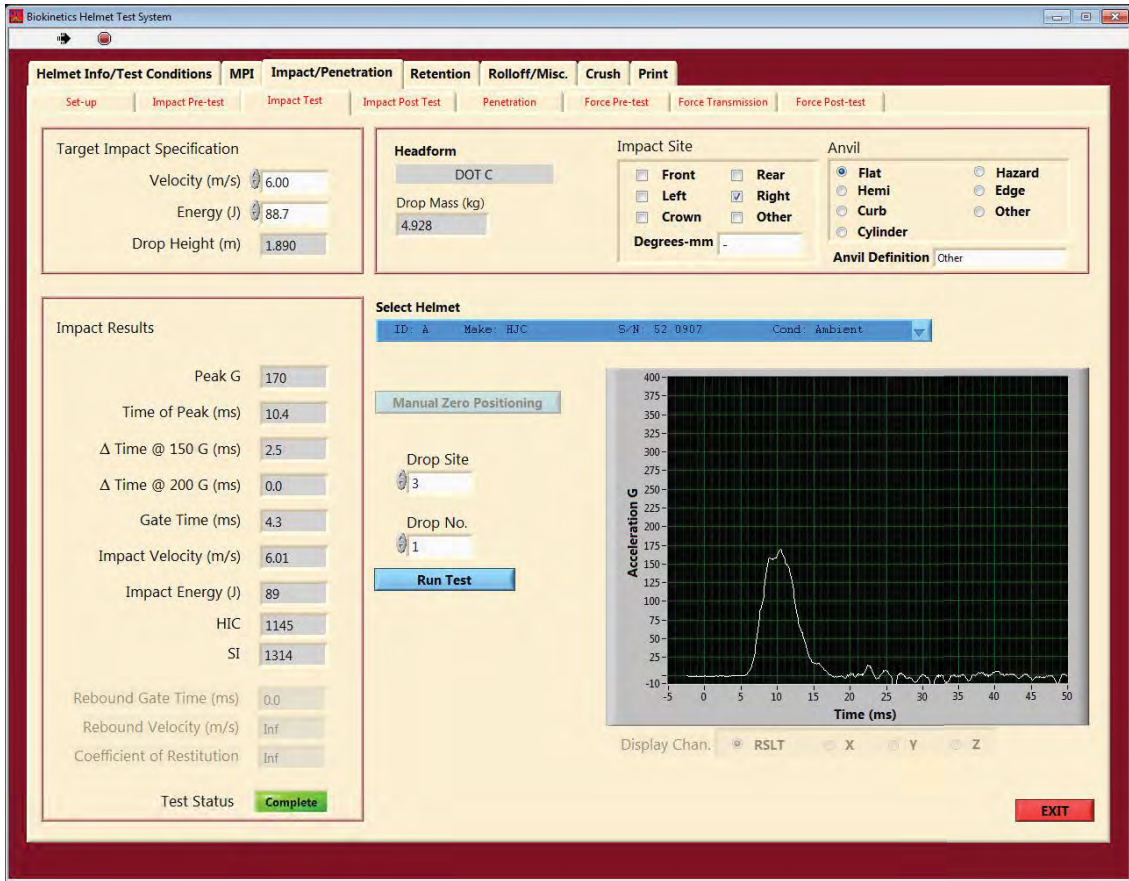 Biokinetics Helmet Test System
Helmet Info/Test Conditions MPI Impact/Penetration Retention Rolloff/Misc. Crush Print
Set-up Impact Pre-test Impact Test Impact Post Test Penetration Force Pre-test Force Transmission Force Post-test
Target Impact Specification
Velocity (m/s) 6.00
Energy (J) 88.7
Drop Height (m) 1.890
Headform
DOT C
Drop Mass (kg)
4.928
Impact Site
Front Rear
Left Right
Crown Other
Degrees-mm -
Anvil
Flat Hazard
Hemi Edge
Curb Other
Cylinder
Anvil Definition Other
Select Helmet
ID: A Make: HJC S/N: 52 0907 Cond: Ambient
Impact Results
Peak G 170
Time of Peak (ms) 10.4
Δ Time @ 150 G (ms) 2.5
Δ Time @ 200 G (ms) 0.0
Gate Time (ms) 4.3
Impact Velocity (m/s) 6.01
Impact Energy (J) 89
HIC 1145
SI 1314
Rebound Gate Time (ms) 0.0
Rebound Velocity (m/s) Inf
Coefficient of Restitution Inf
Test Status Complete
Manual Zero Positioning
Drop Site
3
Drop No.
1
Run Test
Acceleration G
400
375
350
325
300
275
250
225
200
175
150
125
100
75
50
25
-10
-5 0 5 10 15 20 25 30 35 40 45 50
Time (ms)
Display Chan. RSLT X Y Z
EXIT